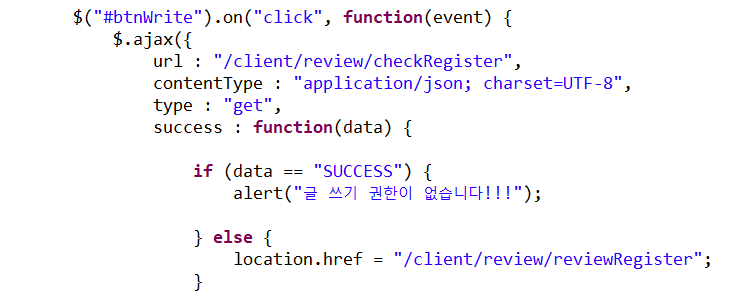 $("#btnWrite").on("click", function(event) {
$.ajax({
url : "/client/review/checkRegister",
contentType : "application/json; charset=UTF-8",
type : "get",
success : function(data) {
if (data == "SUCCESS") {
alert("글 쓰기 권한이 없습니다!!!");
} else {
location.href = "/client/review/reviewRegister";
}